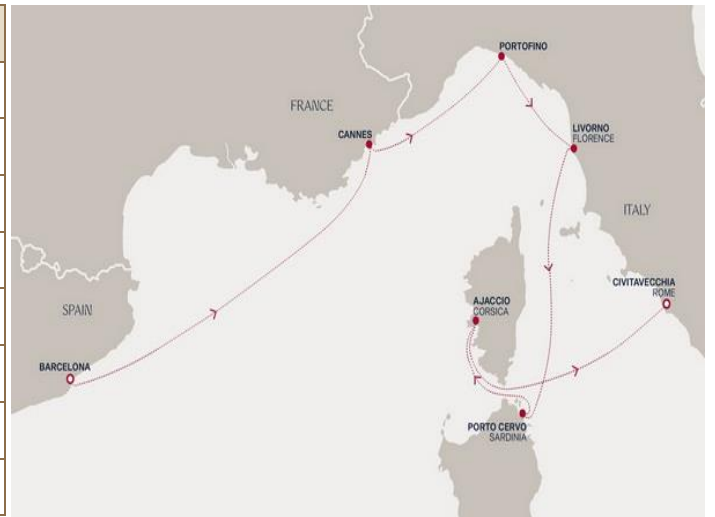 PORTOFINO
FRANCE
CANNES
LIVORNO
FLORENCE
ITALY
CIVITAVECCHIA
ROME
AJACCIO
CORSICA
SPAIN
BARCELONA
PORTO CERVO
SARDINIA